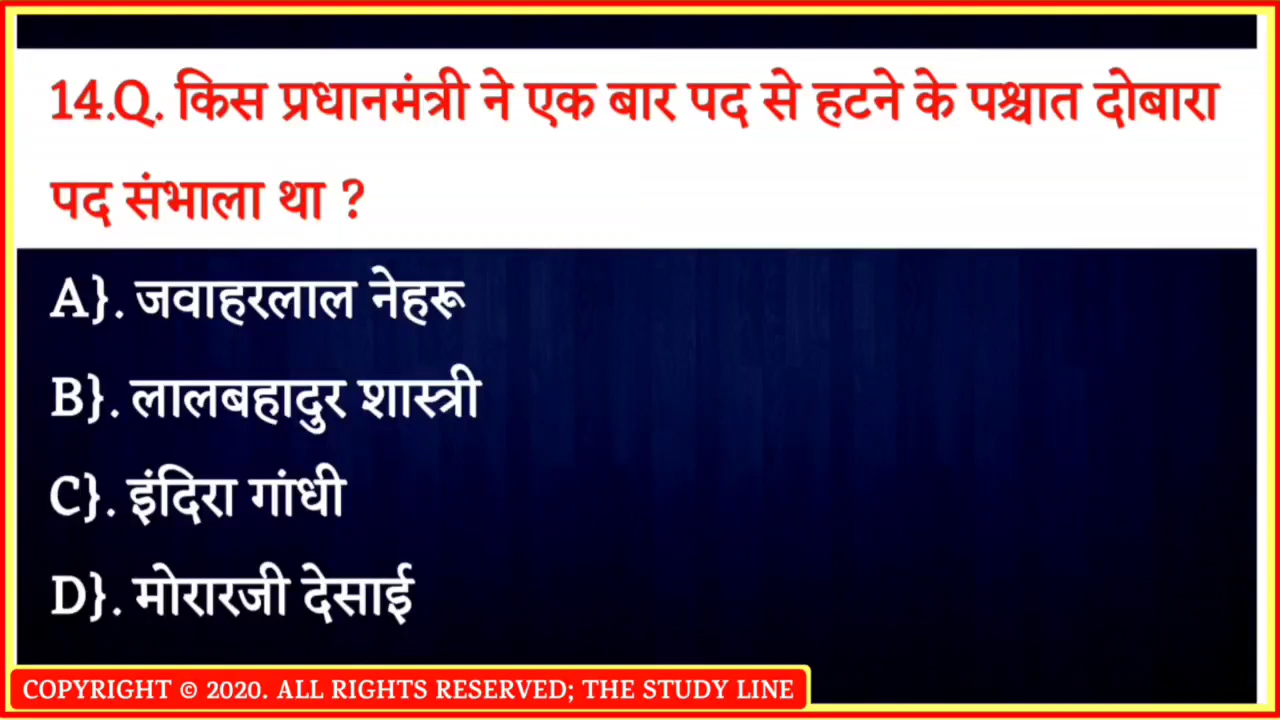 14.Q. किस प्रधानमंत्री ने एक बार पद से हटने के पश्चात दोबारा
पद संभाला था ?
A}. जवाहरलाल नेहरू
B}. लालबहादुर शास्त्री
C}. इंदिरा गांधी
D}. मोरारजी देसाई
COPYRIGHT © 2020. ALL RIGHTS RESERVED; THE STUDY LINE